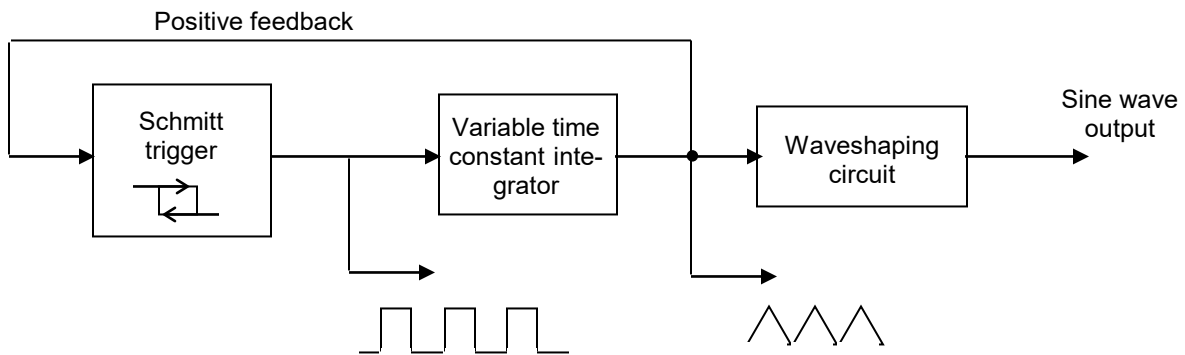 Positive feedback
Schmitt
trigger
Variable time
constant inte-
grator
Waveshaping
circuit
Sine wave
output